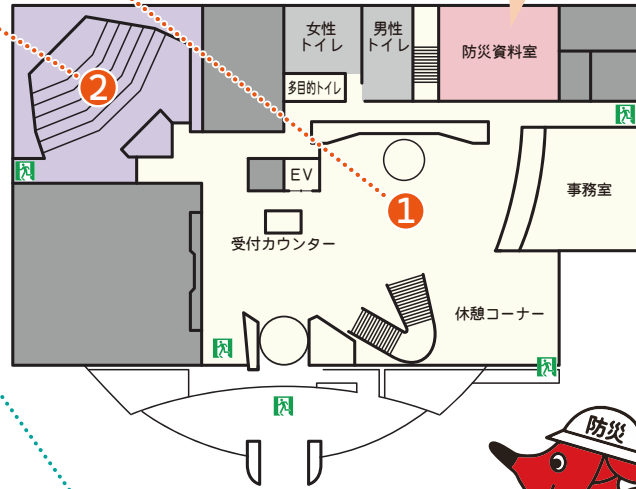 女性
トイレ
男性
トイレ
防災資料室
多目的トイレ
2
EV
1
事務室
受付カウンター
休憩コーナー
防災